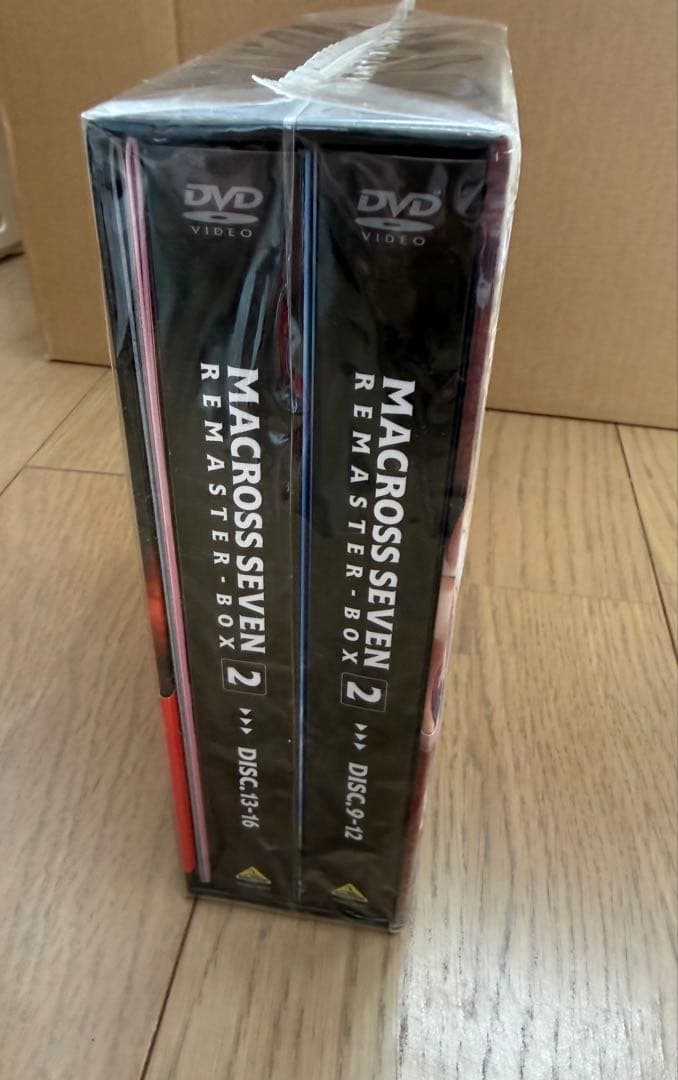 DVD
VIDEO
MACROSS SEVEN
REMASTER-BOX 2
DISC.13-16
DVD
VIDEO
MACROSS SEVEN
REMASTER-BOX 2
DISC.9-12